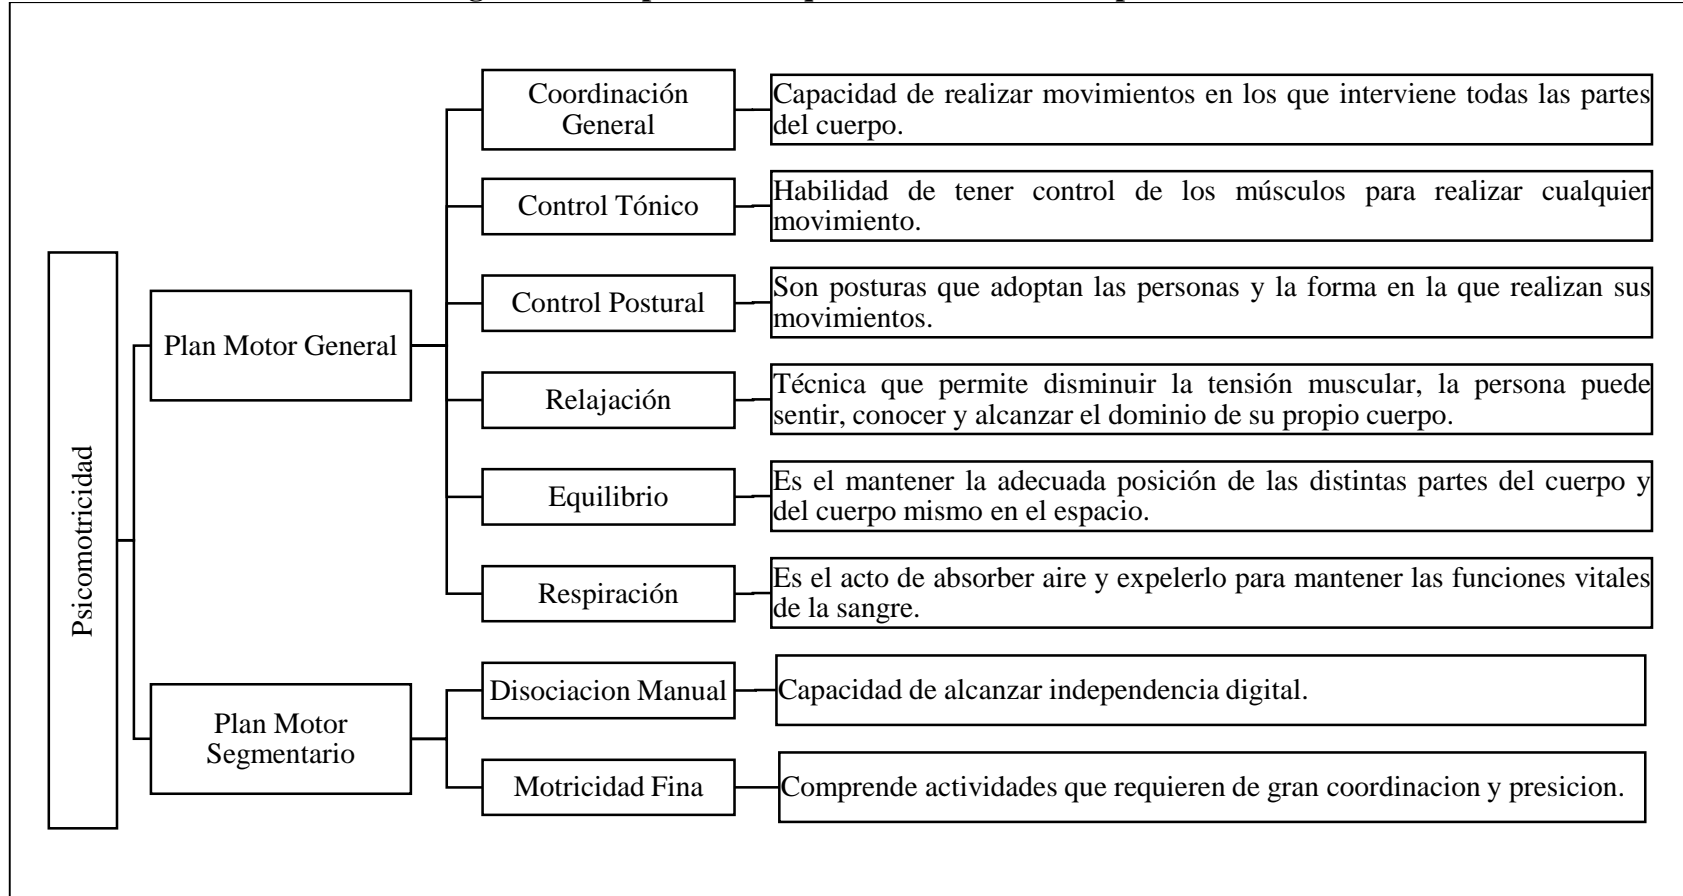 Psicomotricidad
Plan Motor General
Coordinación
General
Capacidad de realizar movimientos en los que interviene todas las partes
del cuerpo.
Control Tónico
Habilidad de tener control de los músculos para realizar cualquier
movimiento.
Control Postural
Son posturas que adoptan las personas y la forma en la que realizan sus
movimientos.
Relajación
Técnica que permite disminuir la tensión muscular, la persona puede
sentir, conocer y alcanzar el dominio de su propio cuerpo.
Equilibrio
Es el mantener la adecuada posición de las distintas partes del cuerpo y
del cuerpo mismo en el espacio.
Respiración
Es el acto de absorber aire y expelerlo para mantener las funciones vitales
de la sangre.
Plan Motor
Segmentario
Disociacion Manual
Capacidad de alcanzar independencia digital.
Motricidad Fina
Comprende actividades que requieren de gran coordinacion y presicion.